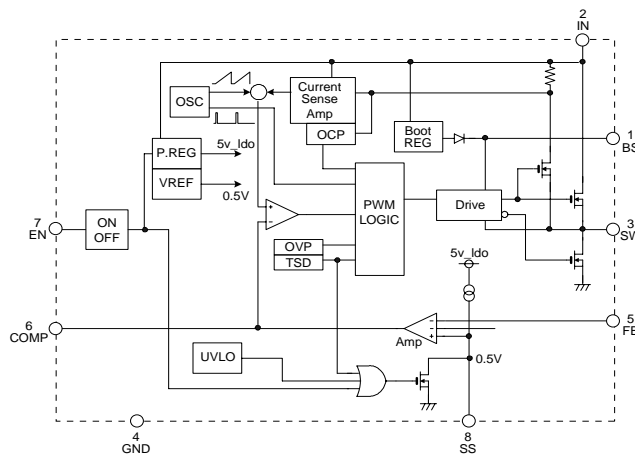 2
IN
OSC
Current
Sense
Amp
OCP
Boot
REG
1
BS
P.REG
5v_ldo
VREF
0.5V
PWM
LOGIC
Drive
7
EN
ON
OFF
3
SW
OVP
TSD
5v_ldo
6
COMP
Amp
5
FB
UVLO
0.5V
4
GND
8
SS